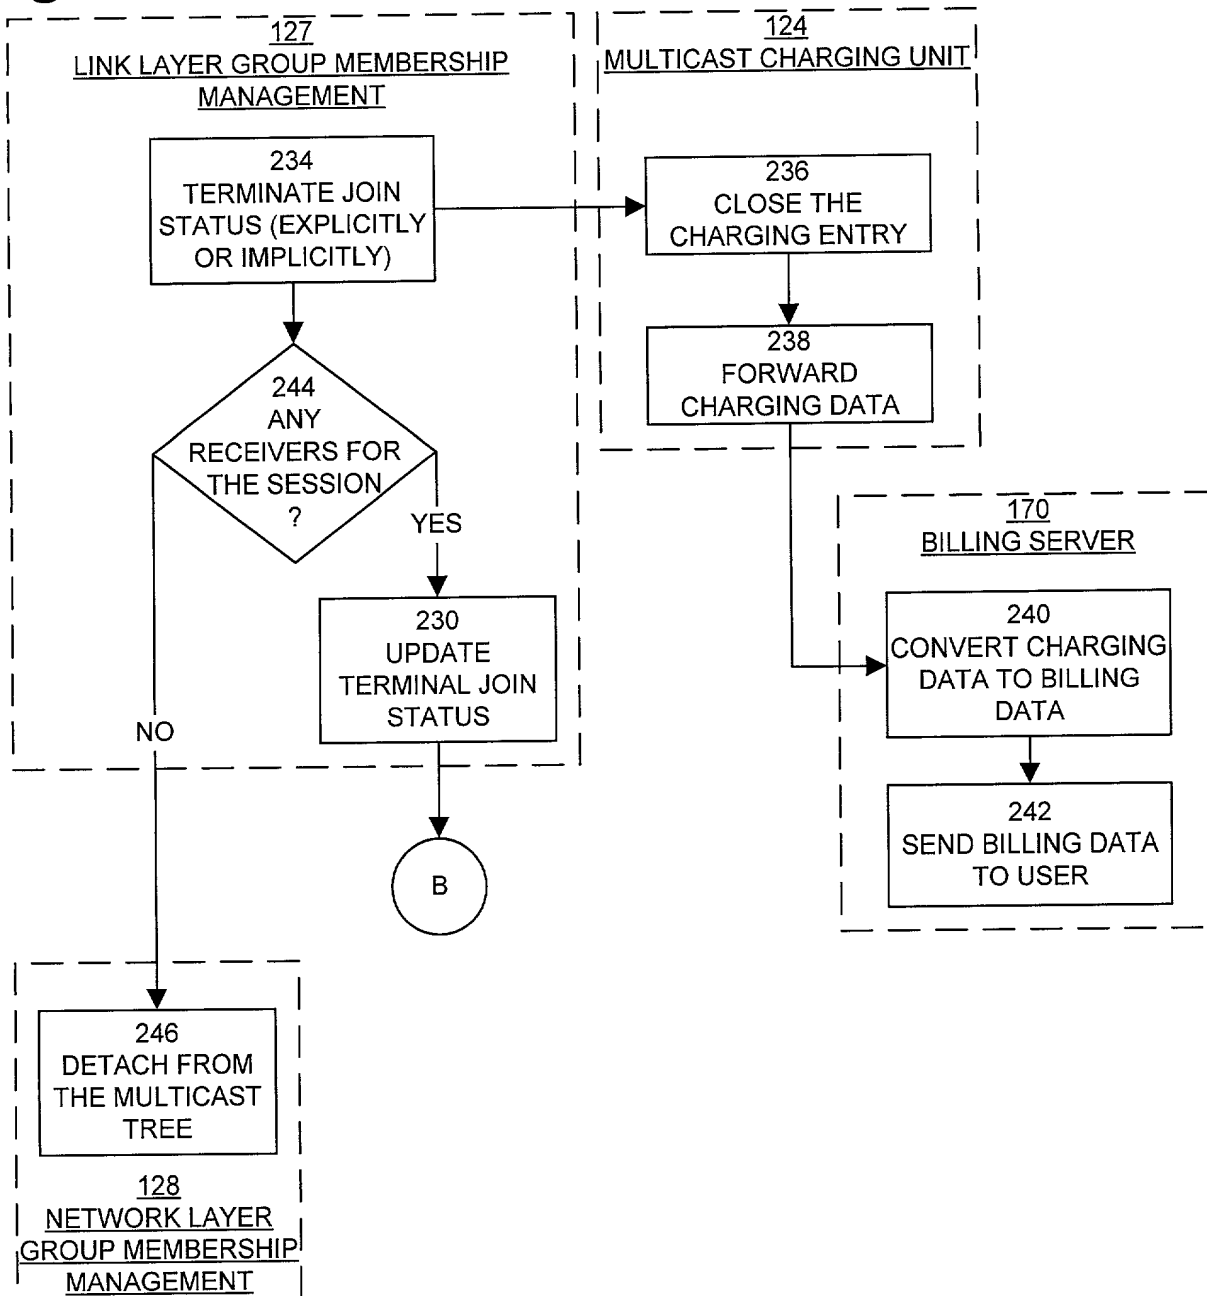 127
LINK LAYER GROUP MEMBERSHIP
MANAGEMENT
234
TERMINATE JOIN
STATUS (EXPLICITLY
OR IMPLICITLY)
244
ANY
RECEIVERS FOR
THE SESSION
?
YES
NO
230
UPDATE
TERMINAL JOIN
STATUS
B
124
MULTICAST CHARGING UNIT
236
CLOSE THE
CHARGING ENTRY
238
FORWARD
CHARGING DATA
170
BILLING SERVER
240
CONVERT CHARGING
DATA TO BILLING
DATA
242
SEND BILLING DATA
TO USER
246
DETACH FROM
THE MULTICAST
TREE
128
NETWORK LAYER
GROUP MEMBERSHIP
MANAGEMENT